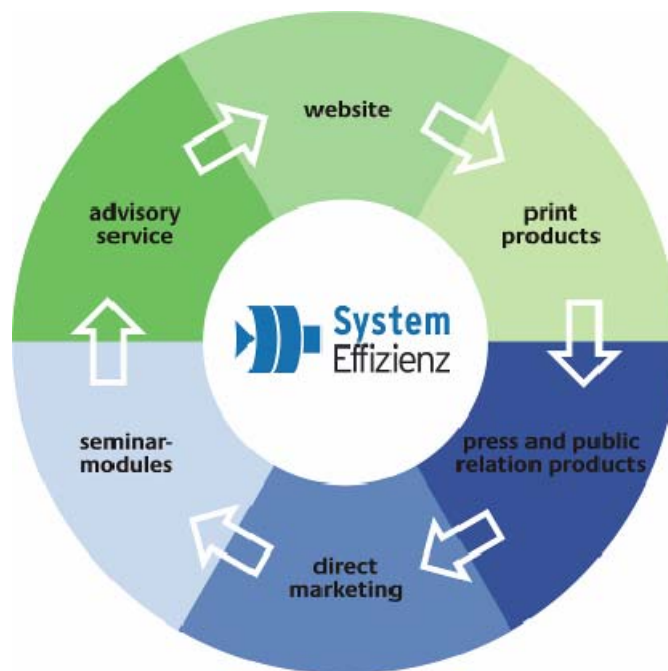 website
print
products
press and public
relation products
direct
marketing
seminar-
modules
advisory
service
System
Effizienz